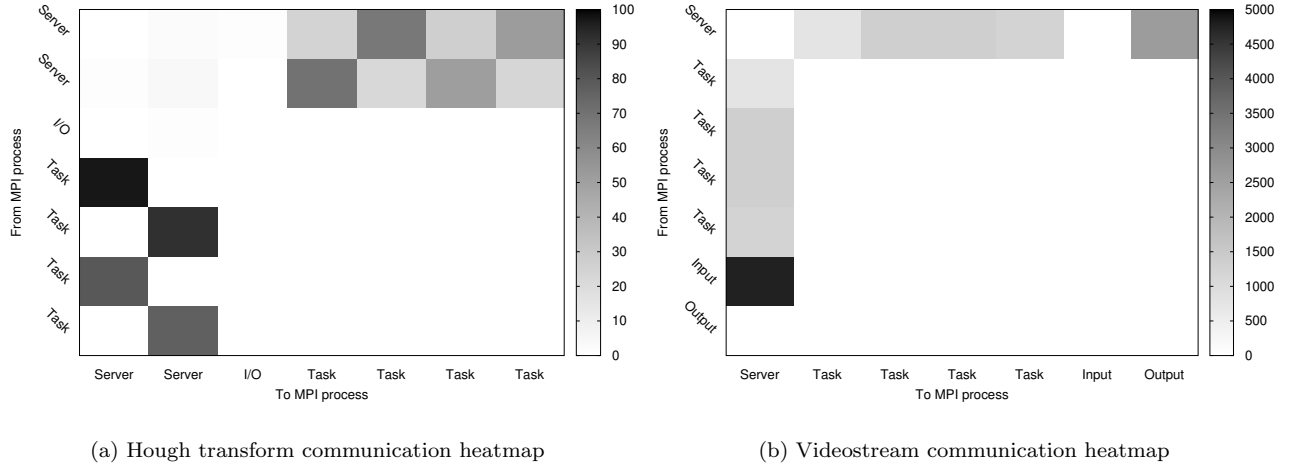 Server
Server
I/O
Task
Task
Task
Task
From MPI process
Server Server I/O Task Task Task Task
To MPI process
100
90
80
70
60
50
40
30
20
10
0
(a) Hough transform communication heatmap
Server
Task
Task
Task
Task
Input
Output
From MPI process
Server Task Task Task Task Input Output
To MPI process
5000
4500
4000
3500
3000
2500
2000
1500
1000
500
0
(b) Videostream communication heatmap